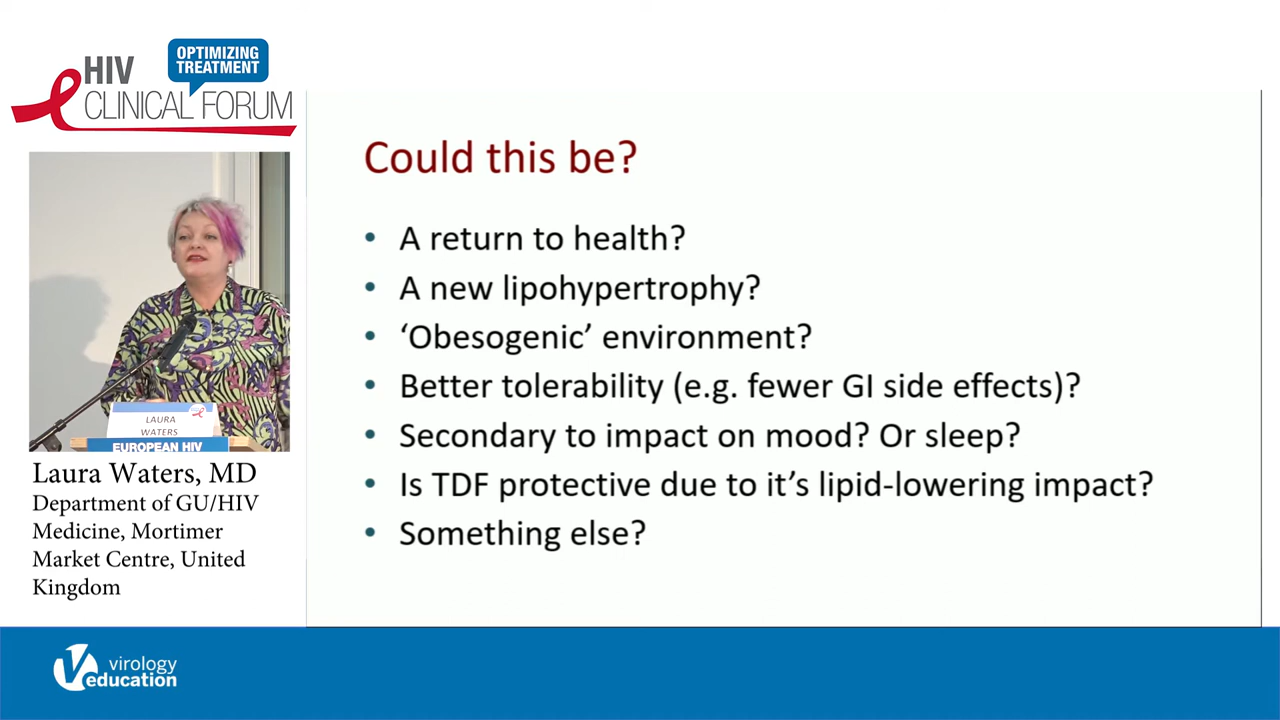 HIV
CLINICAL FORUM
OPTIMIZING
TREATMENT
LAURA
WATERS
EUROPEAN HIV
Laura Waters, MD
Department of GU/HIV
Medicine, Mortimer
Market Centre, United
Kingdom
Could this be?
• A return to health?
• A new lipohypertrophy?
• ‘Obesogenic’ environment?
• Better tolerability (e.g. fewer GI side effects)?
• Secondary to impact on mood? Or sleep?
• Is TDF protective due to it’s lipid-lowering impact?
• Something else?
virology
education